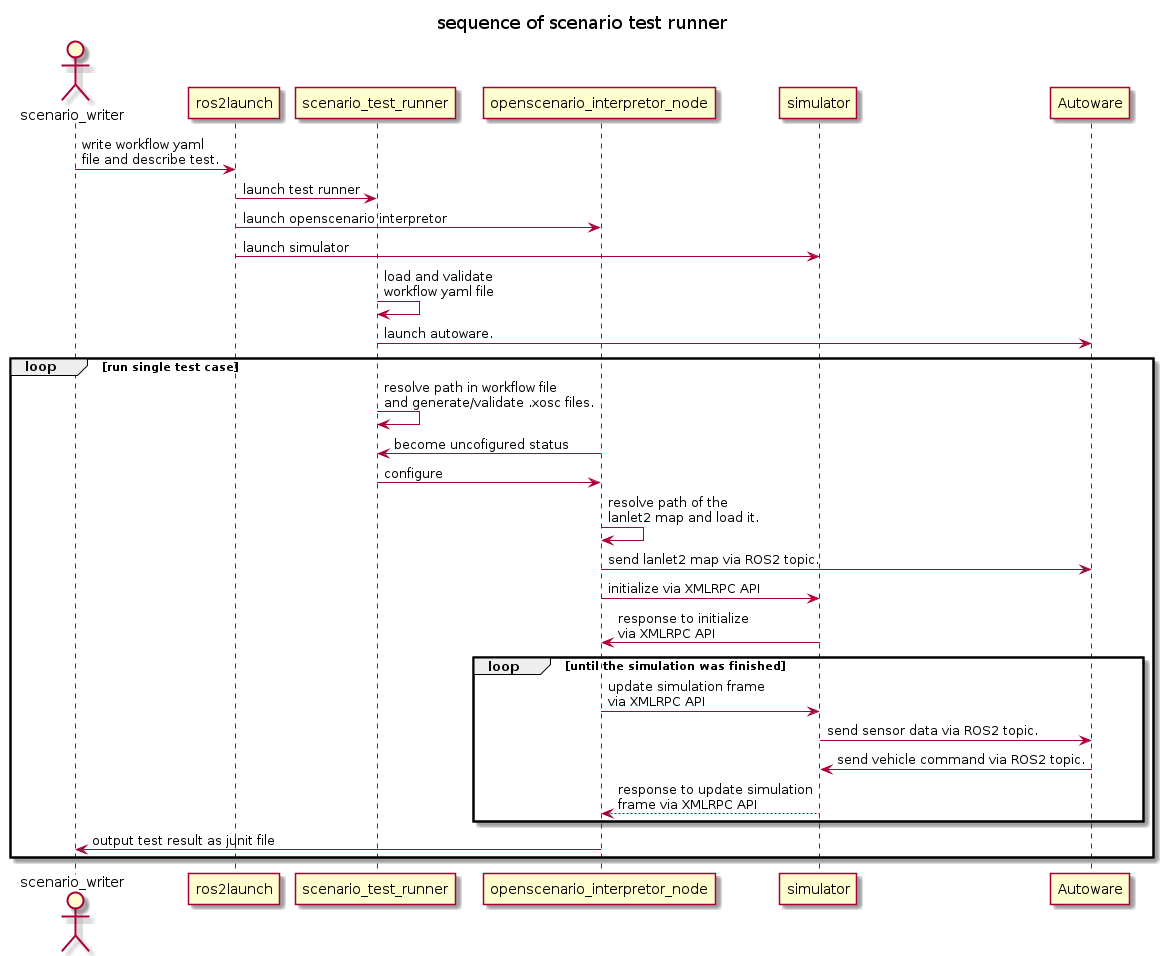 sequence of scenario test runner
scenario_writer
ros2launch
scenario_test_runner
openscenario_interpretor_node
simulator
Autoware
write workflow yaml
file and describe test.
launch test runner
launch openscenario interpretor
launch simulator
load and validate
workflow yaml file
launch autoware.
loop
[run single test case]
resolve path in workflow file
and generate/validate .xosc files.
become uncofigured status
configure
resolve path of the
lanlet2 map and load it.
send lanlet2 map via ROS2 topic.
initialize via XMLRPC API
response to initialize
via XMLRPC API
loop
[until the simulation was finished]
update simulation frame
via XMLRPC API
send sensor data via ROS2 topic.
send vehicle command via ROS2 topic.
response to update simulation
frame via XMLRPC API
output test result as junit file
scenario_writer
ros2launch
scenario_test_runner
openscenario_interpretor_node
simulator
Autoware